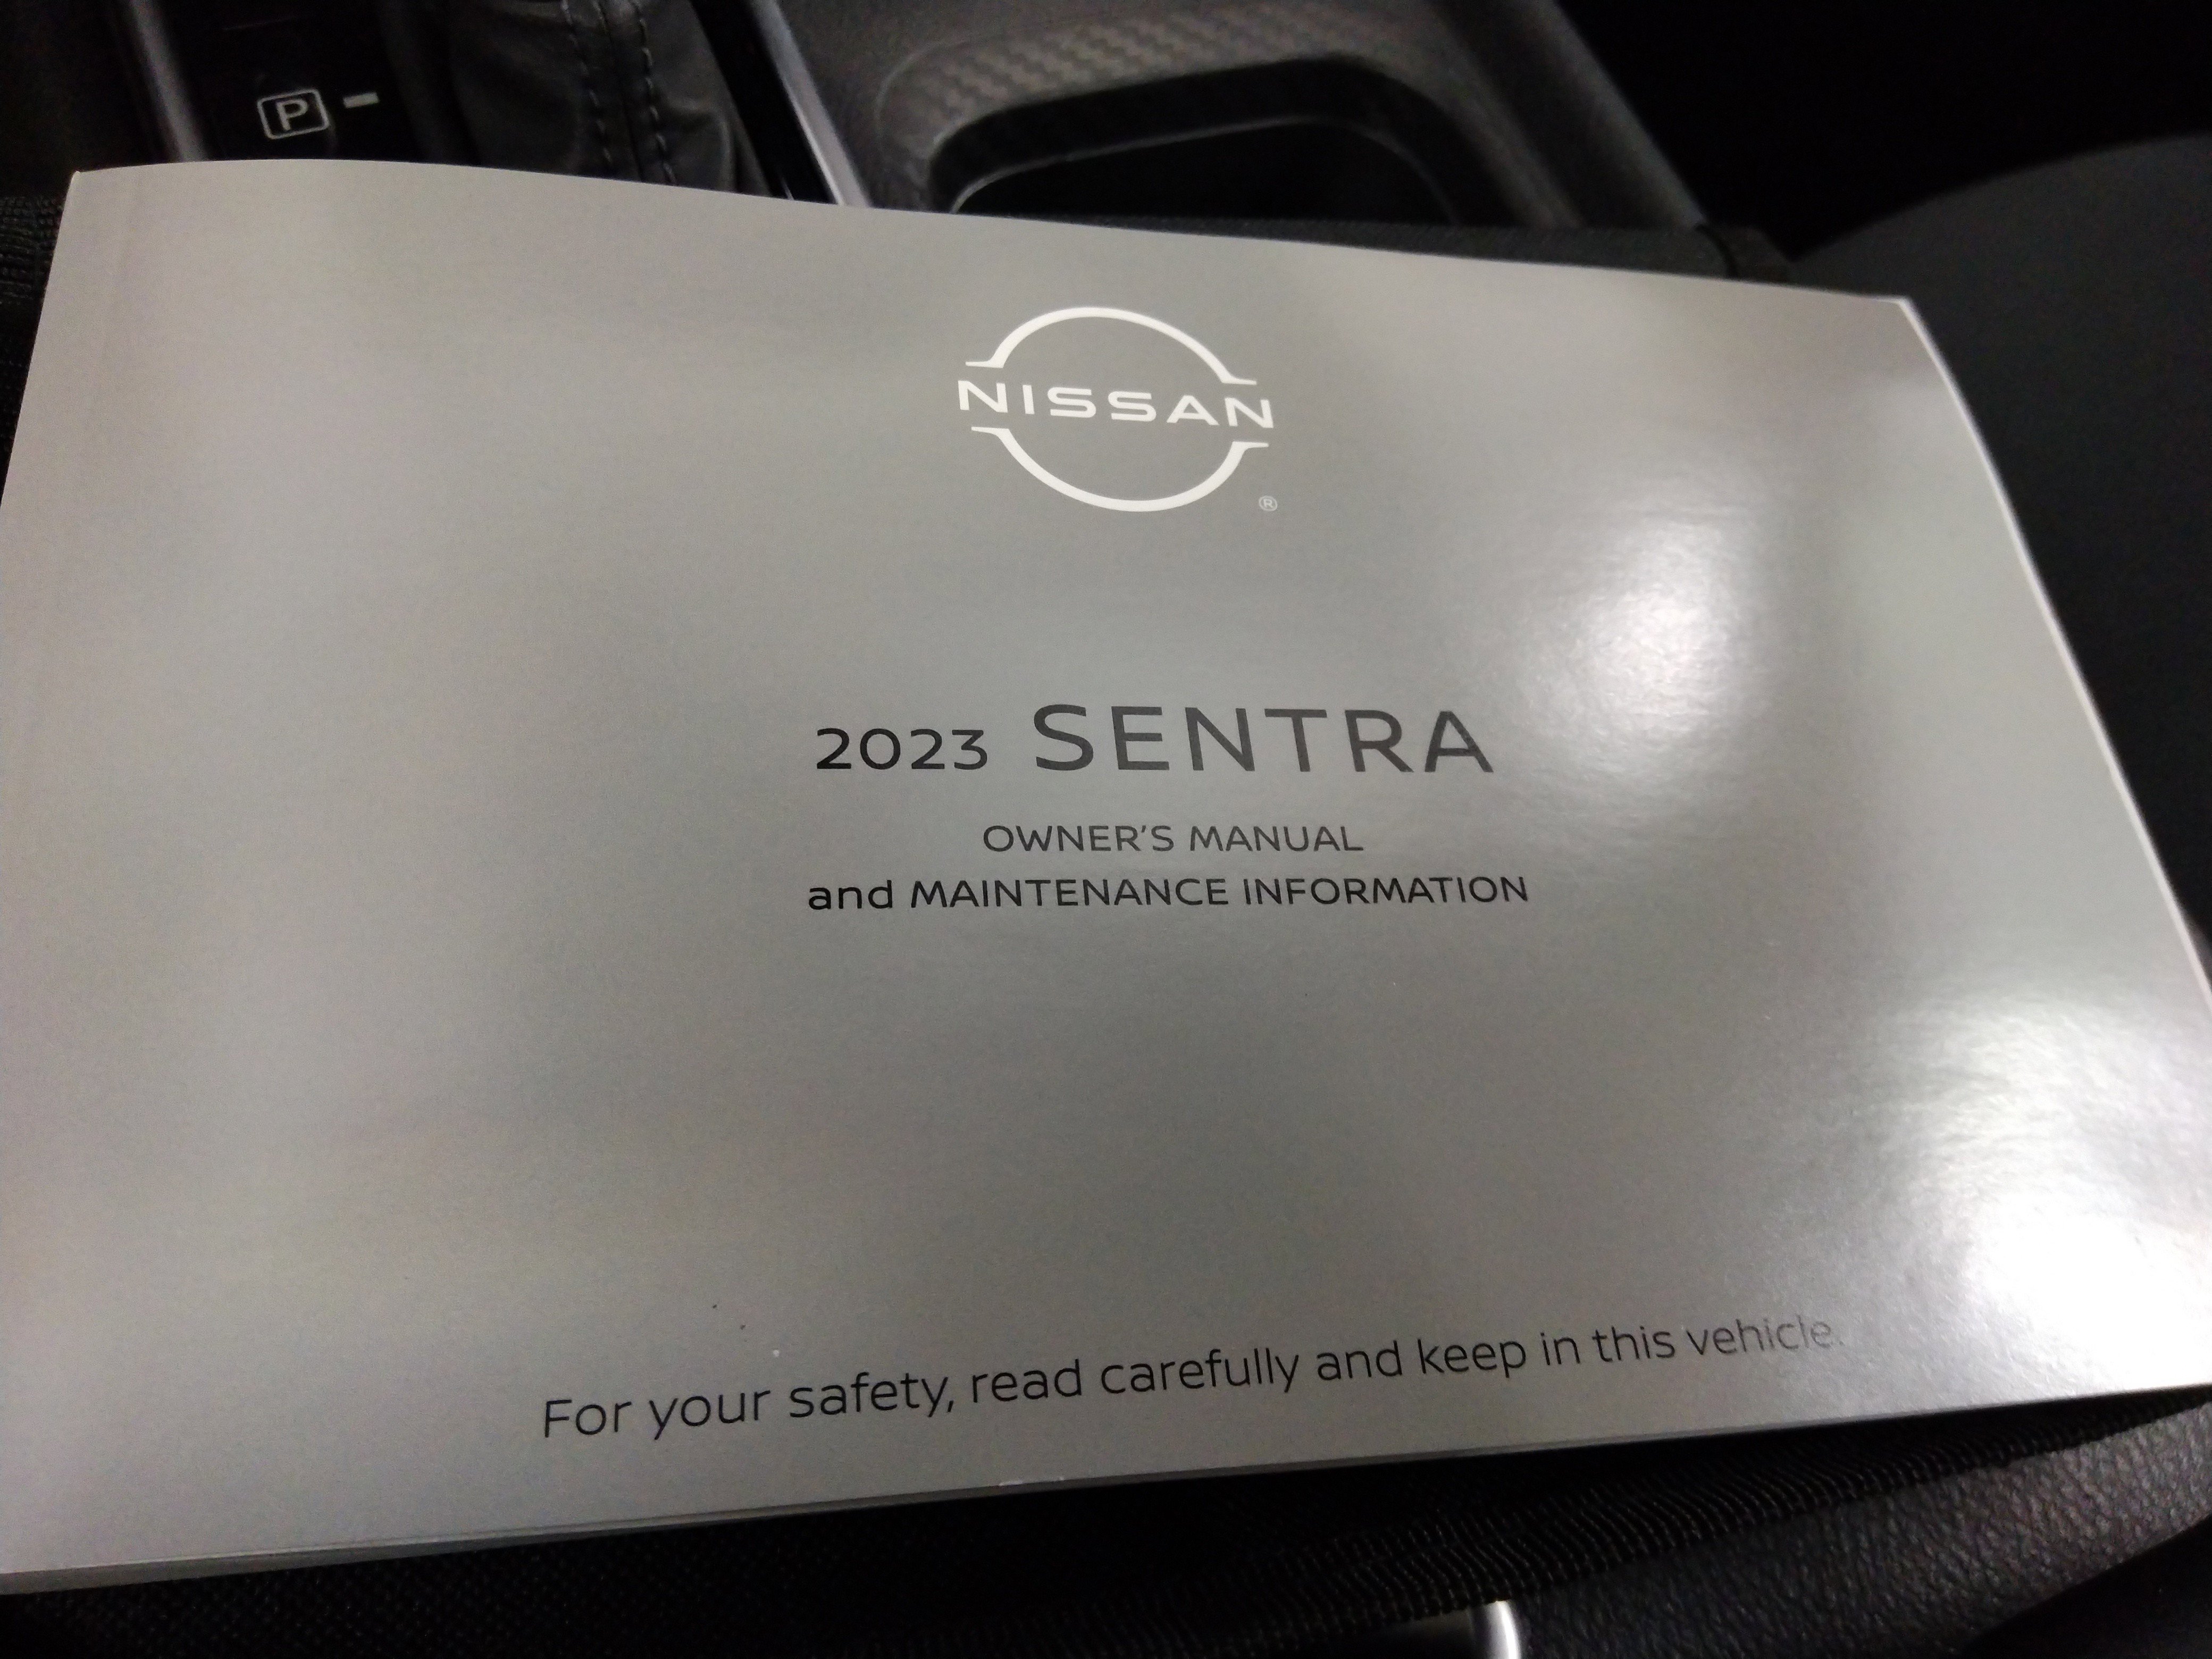 P
NISSAN
®
2023 SENTRA
OWNER'S MANUAL
and MAINTENANCE INFORMATION
For your safety, read carefully and keep in this vehicle.